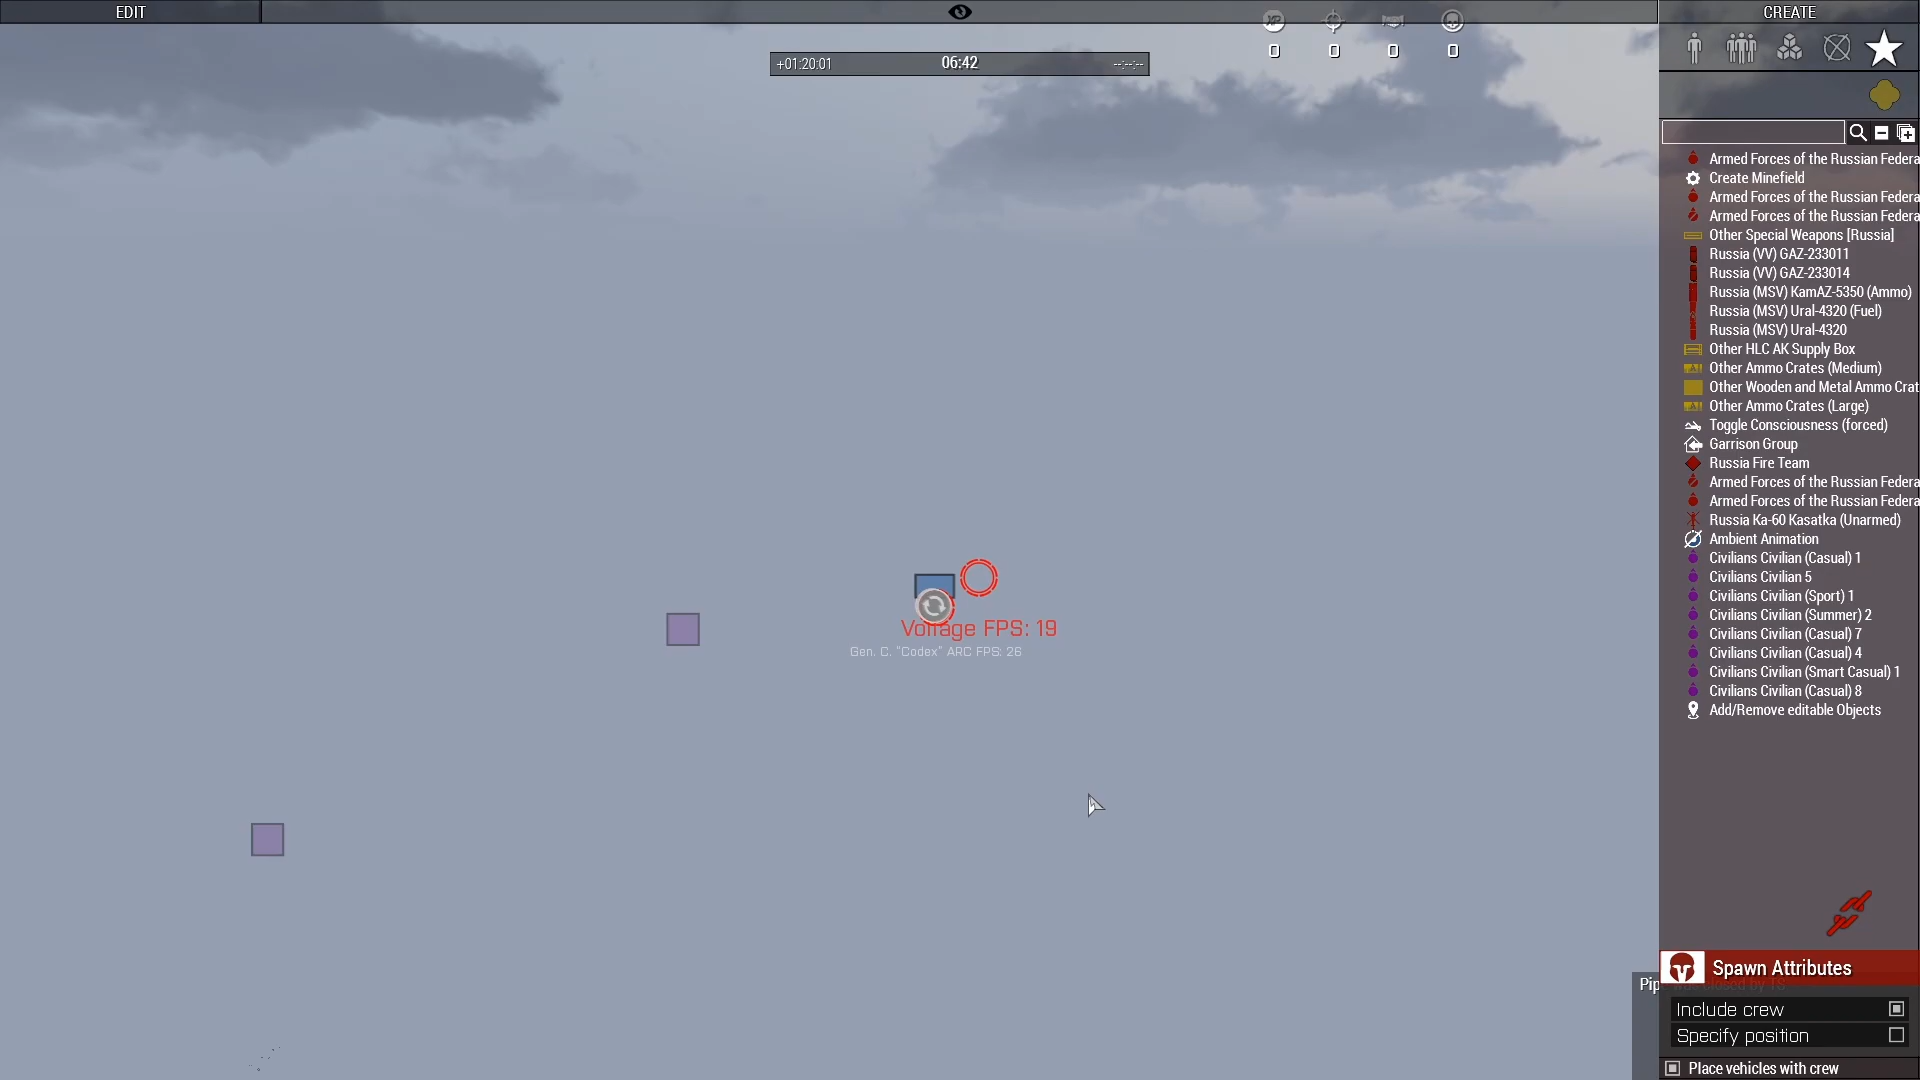 EDIT
CREATE
XP
0 0 0 0
+01:20:01 06:42 --:--:--
Armed Forces of the Russian Federa
Create Minefield
Armed Forces of the Russian Federa
Armed Forces of the Russian Federa
Other Special Weapons [Russia]
Russia (VV) GAZ-233011
Russia (VV) GAZ-233014
Russia (MSV) KamAZ-5350 (Ammo)
Russia (MSV) Ural-4320 (Fuel)
Russia (MSV) Ural-4320
Other HLC AK Supply Box
Other Ammo Crates (Medium)
Other Wooden and Metal Ammo Crat
Other Ammo Crates (Large)
Toggle Consciousness (forced)
Garrison Group
Russia Fire Team
Armed Forces of the Russian Federa
Armed Forces of the Russian Federa
Russia Ka-60 Kasatka (Unarmed)
Ambient Animation
Civilians Civilian (Casual) 1
Civilians Civilian 5
Civilians Civilian (Sport) 1
Civilians Civilian (Summer) 2
Civilians Civilian (Casual) 7
Civilians Civilian (Casual) 4
Civilians Civilian (Smart Casual) 1
Civilians Civilian (Casual) 8
Add/Remove editable Objects
Voltage FPS: 19
Gen. C. "Codex" ARC FPS: 26
Spawn Attributes
Pip closed by TS
Include crew
Specify position
Place vehicles with crew